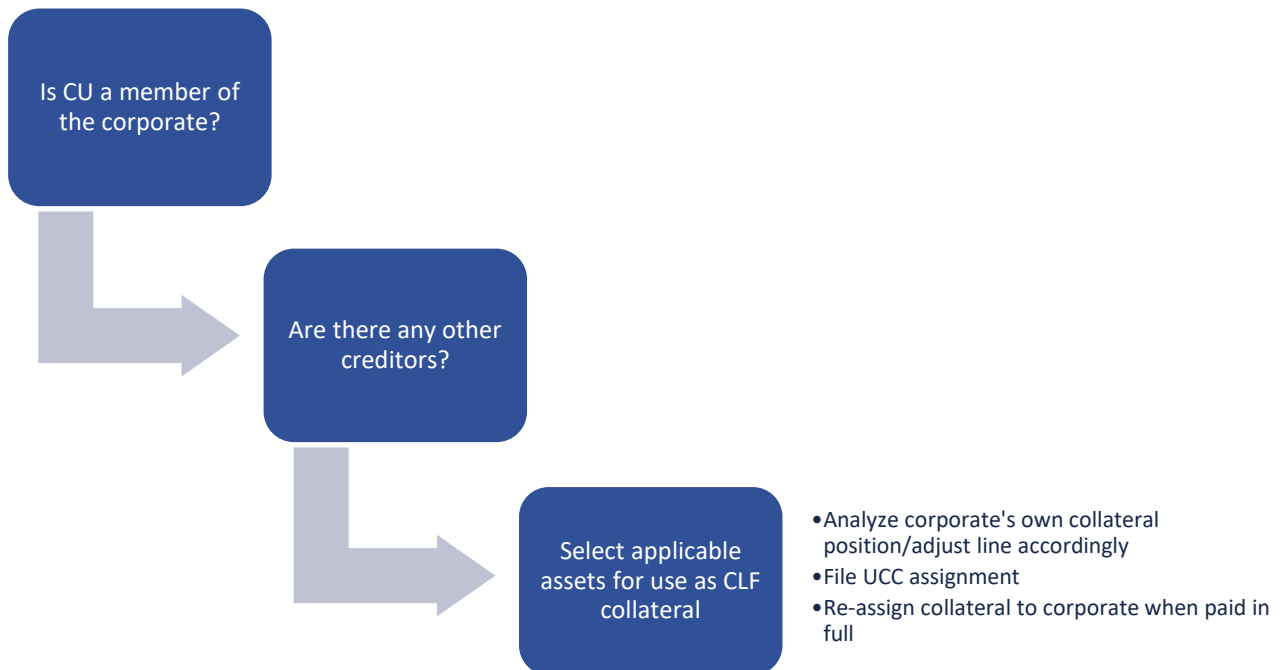 Is CU a member of
the corporate?
Are there any other
creditors?
Select applicable
assets for use as CLF
collateral
•Analyze corporate's own collateral
position/adjust line accordingly
•File UCC assignment
•Re-assign collateral to corporate when paid in
full